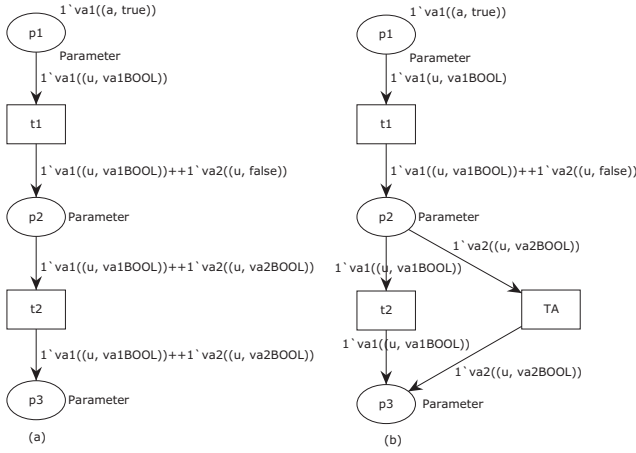 1`va1((a, true))
p1
Parameter
1`va1((u, va1BOOL))
t1
1`va1((u, va1BOOL))++1`va2((u, false))
p2
Parameter
1`va1((u, va1BOOL))++1`va2((u, va2BOOL))
t2
1`va1((u, va1BOOL))++1`va2((u, va2BOOL))
p3
Parameter
(a)
1`va1((a, true))
p1
Parameter
1`va1(u, va1BOOL)
t1
1`va1((u, va1BOOL))++1`va2((u, false))
p2
Parameter
1`va2((u, va2BOOL))
1`va1((u, va1BOOL))
t2
TA
1`va1((u, va1BOOL))
1`va2((u, va2BOOL))
p3
Parameter
(b)